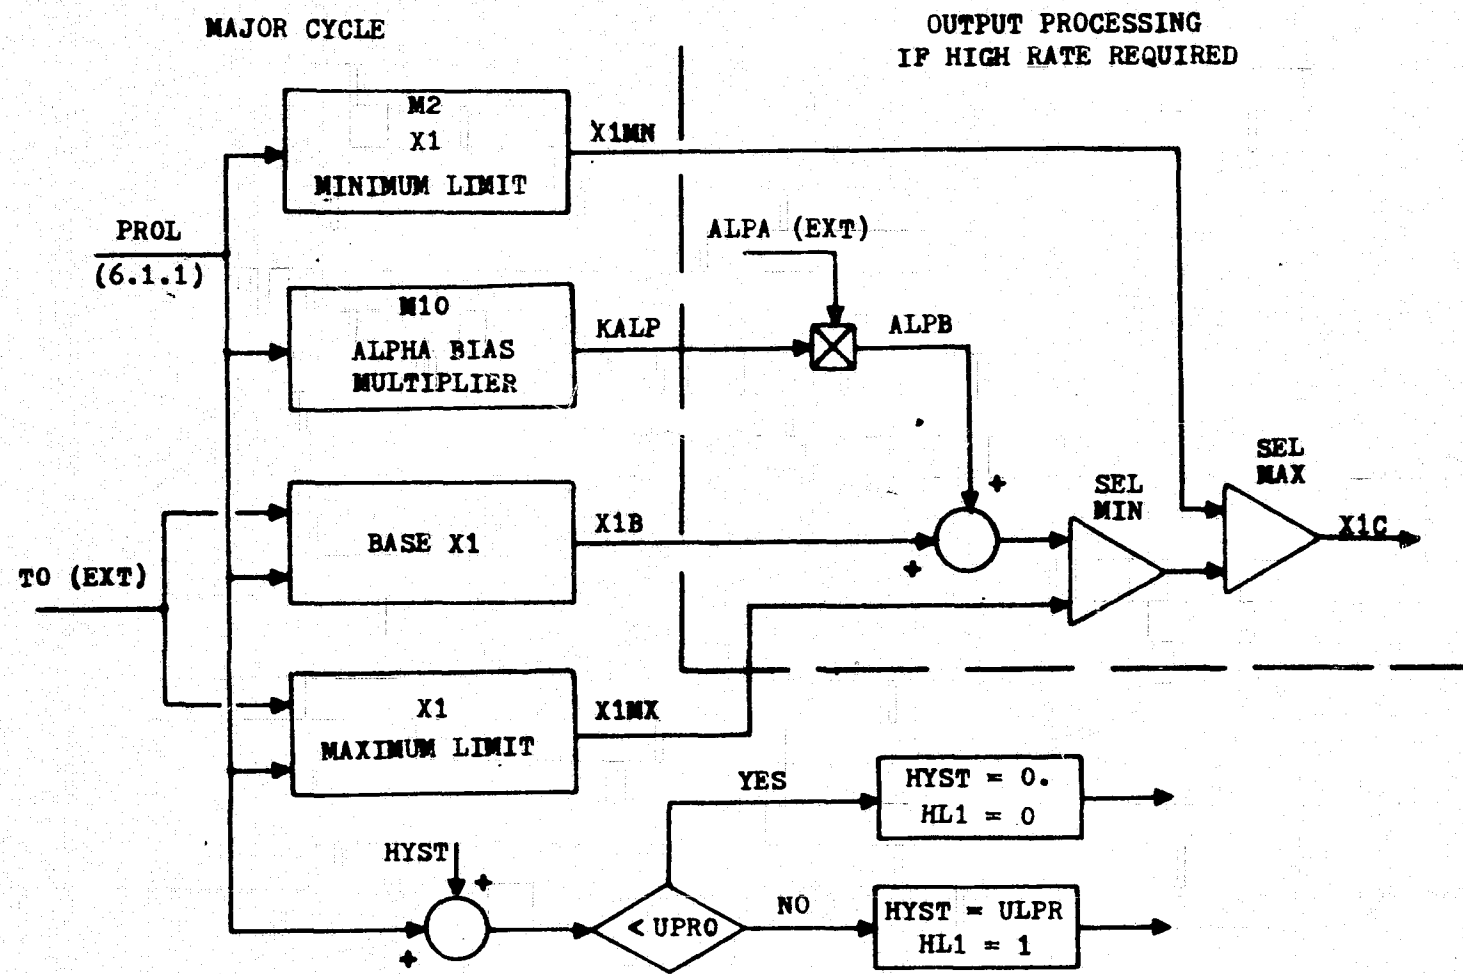 MAJOR CYCLE
OUTPUT PROCESSING
IF HIGH RATE REQUIRED
M2
X1
MINIMUM LIMIT
X1MN
PROL
(6.1.1)
ALPA (EXT)
M10
ALPHA BIAS
MULTIPLIER
KALP
ALPB
SEL
MAX
SEL
MIN
+
BASE X1
X1B
+
X1C
TO (EXT)
X1
MAXIMUM LIMIT
X1MX
YES
HYST = 0.
HL1 = 0
HYST
+
+
< UPRO
NO
HYST = ULPR
HL1 = 1